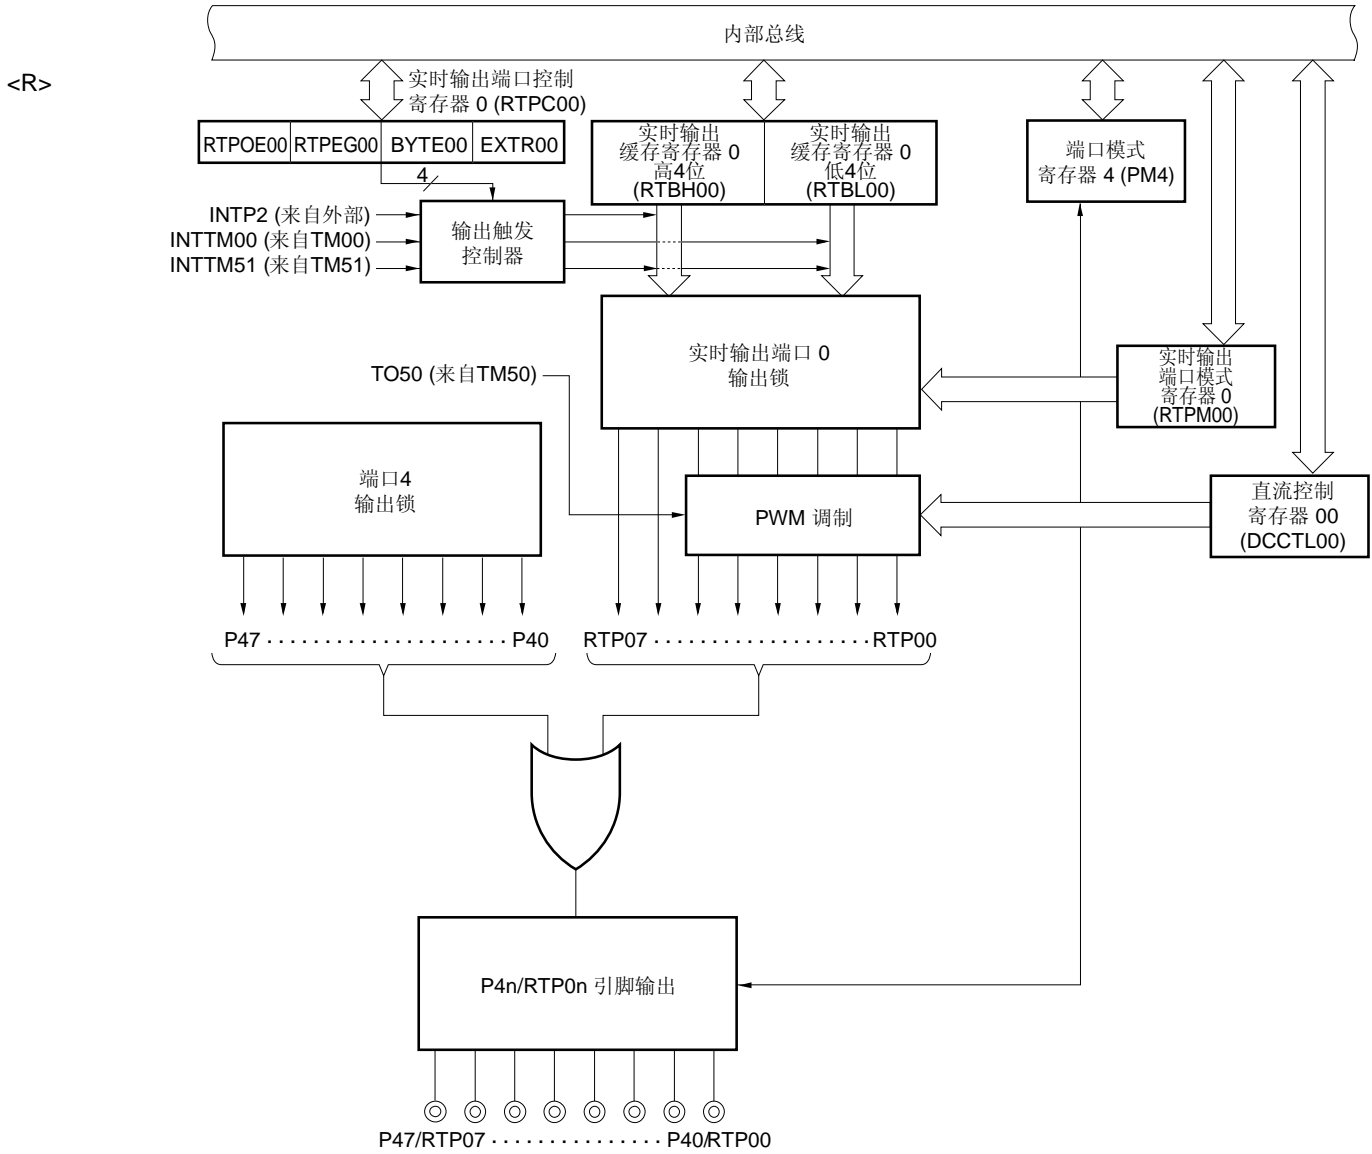 内部总线
<R>
实时输出端口控制
寄存器 0 (RTPC00)
RTPOE00 RTPEG00 BYTE00 EXTR00
实时输出
缓存寄存器 0
高4位
(RTBH00)
实时输出
缓存寄存器 0
低4位
(RTBL00)
端口模式
寄存器 4 (PM4)
4
INTP2 (来自外部)
INTTM00 (来自TM00)
INTTM51 (来自TM51)
输出触发
控制器
实时输出端口 0
输出锁
TO50 (来自TM50)
实时输出
端口模式
寄存器 0
(RTPM00)
端口4
输出锁
PWM 调制
直流控制
寄存器 00
(DCCTL00)
P47 · · · · · · · · · · · · · · · · · · · · · P40
RTP07 · · · · · · · · · · · · · · · · · · · RTP00
P4n/RTP0n 引脚输出
P47/RTP07 · · · · · · · · · · · · · · · P40/RTP00